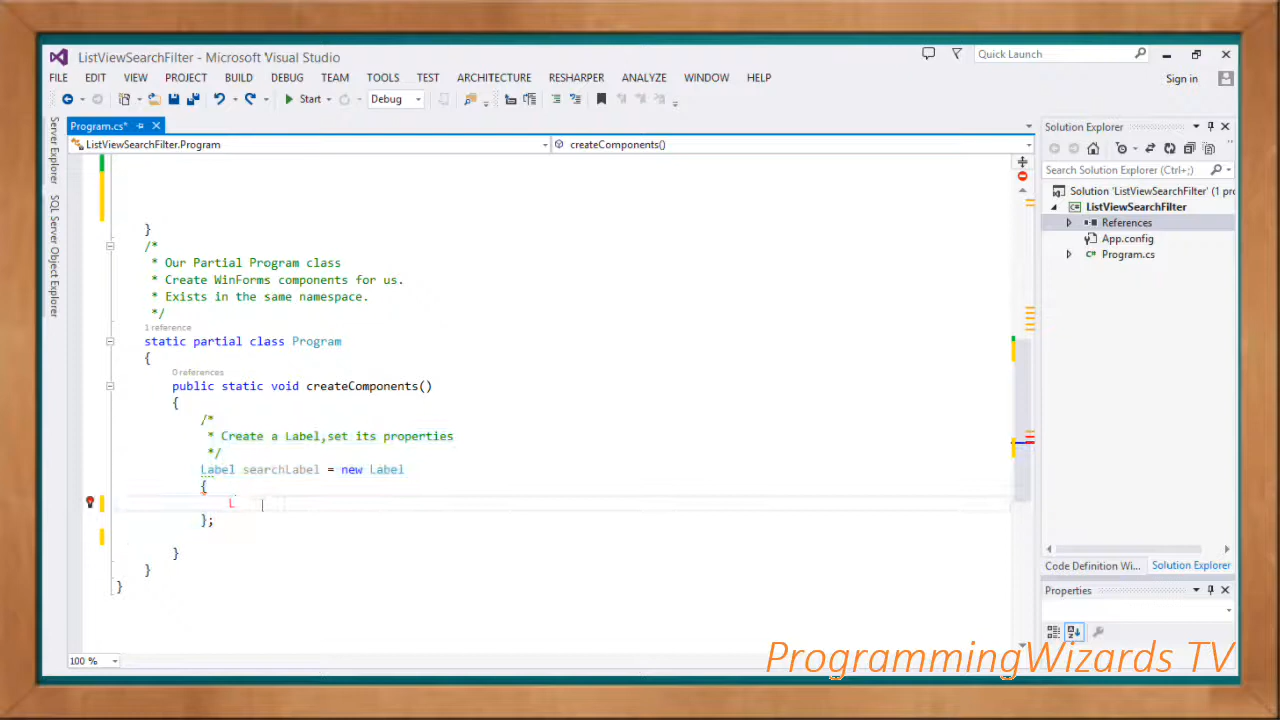 ListViewSearchFilter - Microsoft Visual Studio
Quick Launch
FILE EDIT VIEW PROJECT BUILD DEBUG TEAM TOOLS TEST ARCHITECTURE RESHARPER ANALYZE WINDOW HELP
Sign in
Start
Debug
Server Explorer
SQL Server Object Explorer
Program.cs*
ListViewSearchFilter.Program
createComponents()
}
/*
* Our Partial Program class
* Create WinForms components for us.
* Exists in the same namespace.
*/
1 reference
static partial class Program
{
0 references
public static void createComponents()
{
/*
* Create a Label,set its properties
*/
Label searchLabel = new Label
{
L
};
}
}
}
100 %
Solution Explorer
Search Solution Explorer (Ctrl+;)
Solution 'ListViewSearchFilter' (1 pro
ListViewSearchFilter
References
App.config
Program.cs
Code Definition Wi...
Solution Explorer
Properties
ProgrammingWizards TV